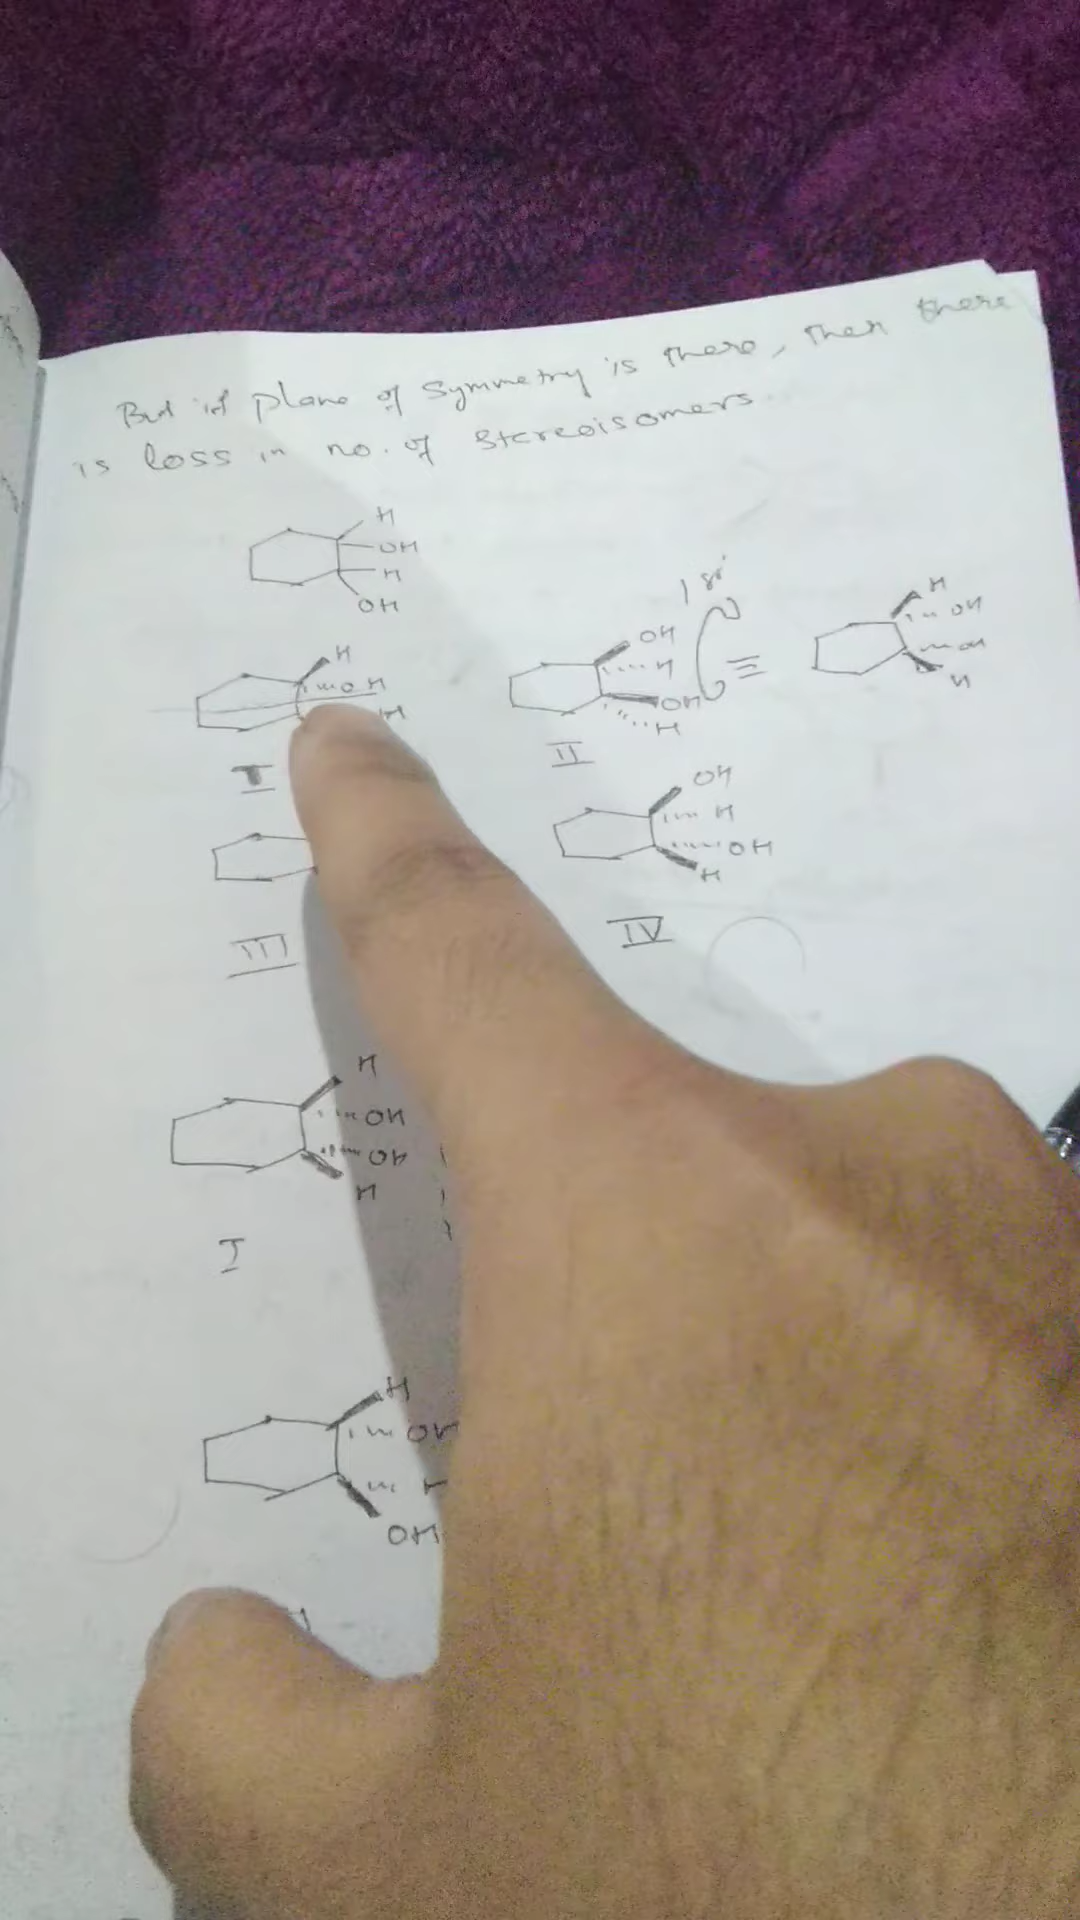 But if plane of symmetry is there, then there
is loss in no. of stereoisomers..
H
OH
H
OH
H
OH
H
I
OH
H
OH
H
II
≡
H
OH
OH
H
III
OH
H
OH
H
IV
H
OH
OH
H
I
H
OH
OH